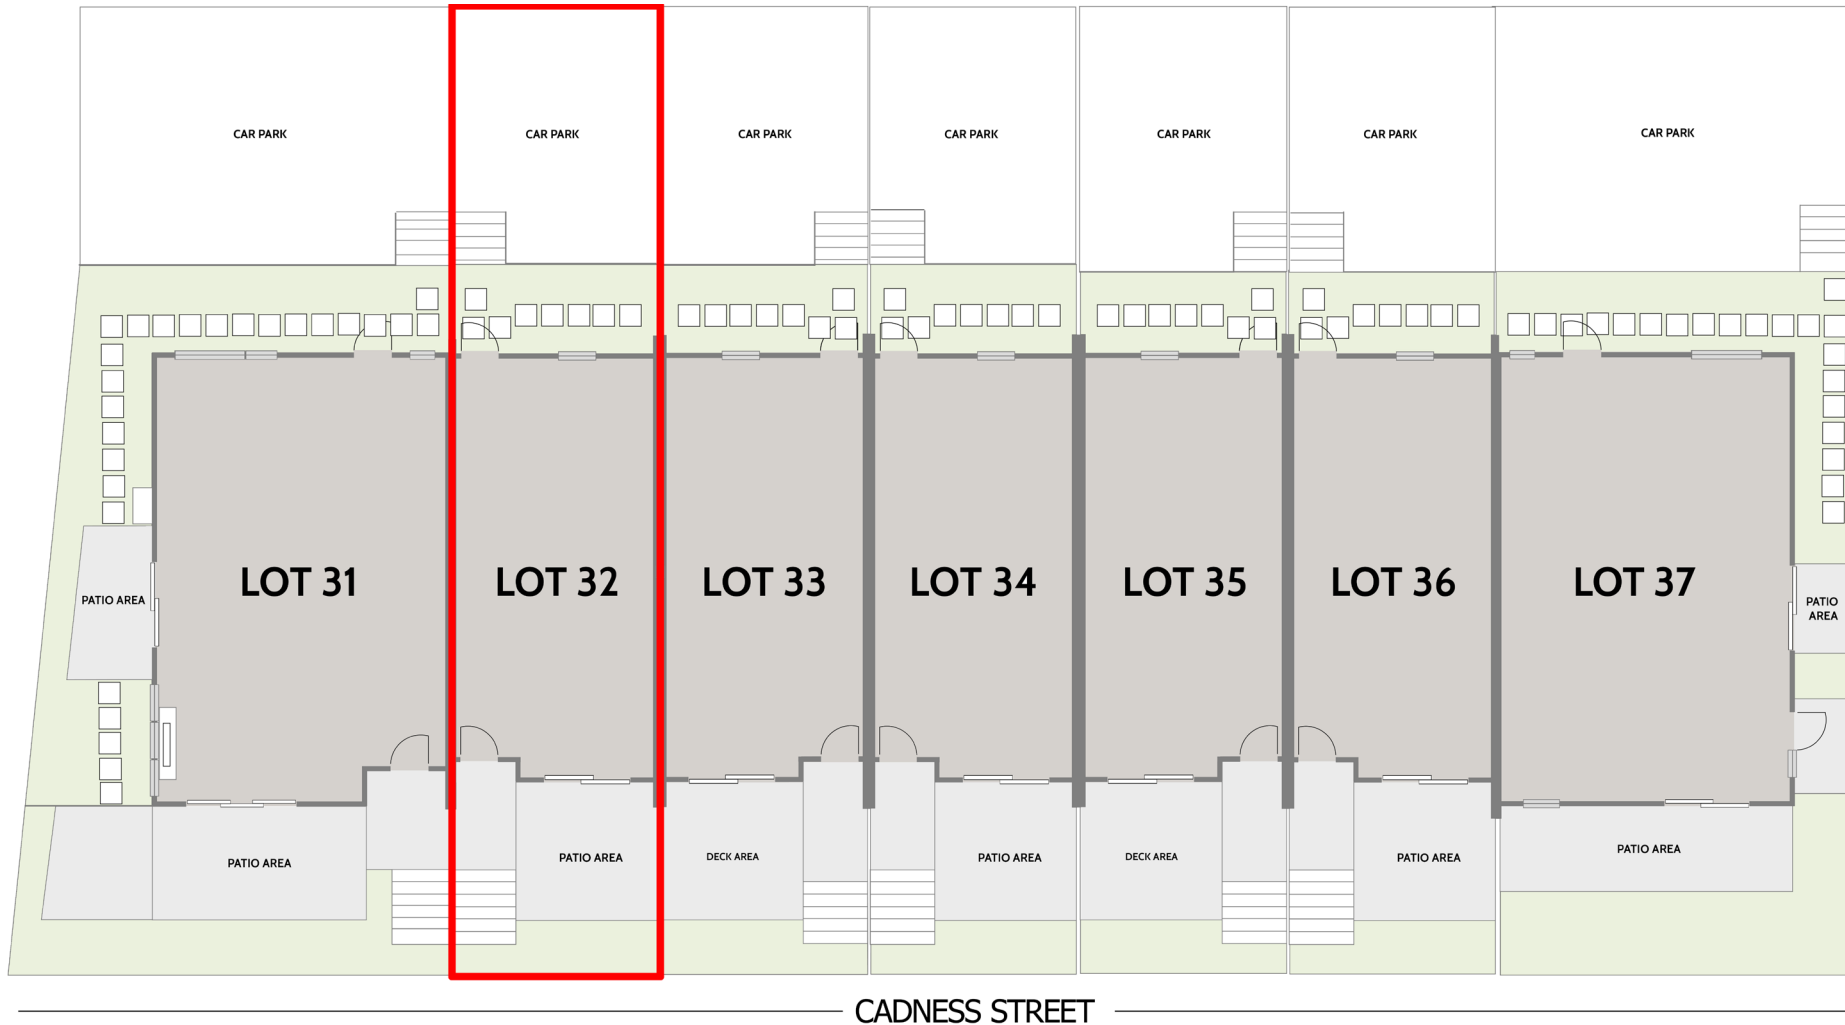 CAR PARK
CAR PARK
CAR PARK
CAR PARK
CAR PARK
CAR PARK
CAR PARK
LOT 31
LOT 32
LOT 33
LOT 34
LOT 35
LOT 36
LOT 37
PATIO AREA
PATIO
AREA
PATIO AREA
PATIO AREA
DECK AREA
PATIO AREA
DECK AREA
PATIO AREA
PATIO AREA
CADNESS STREET